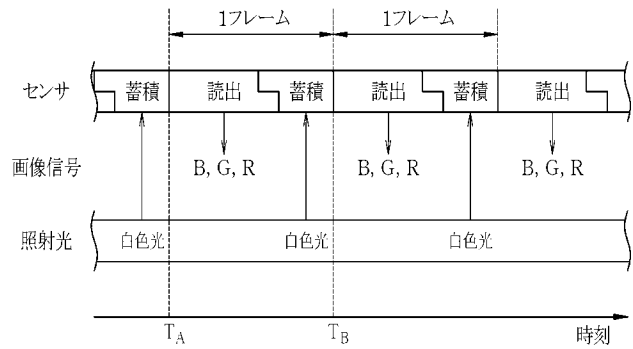 1フレーム 1フレーム
センサ 蓄積 読出 蓄積 読出 蓄積 読出
画像信号 B, G, R B, G, R B, G, R
照射光 白色光 白色光 白色光
TA TB 時刻